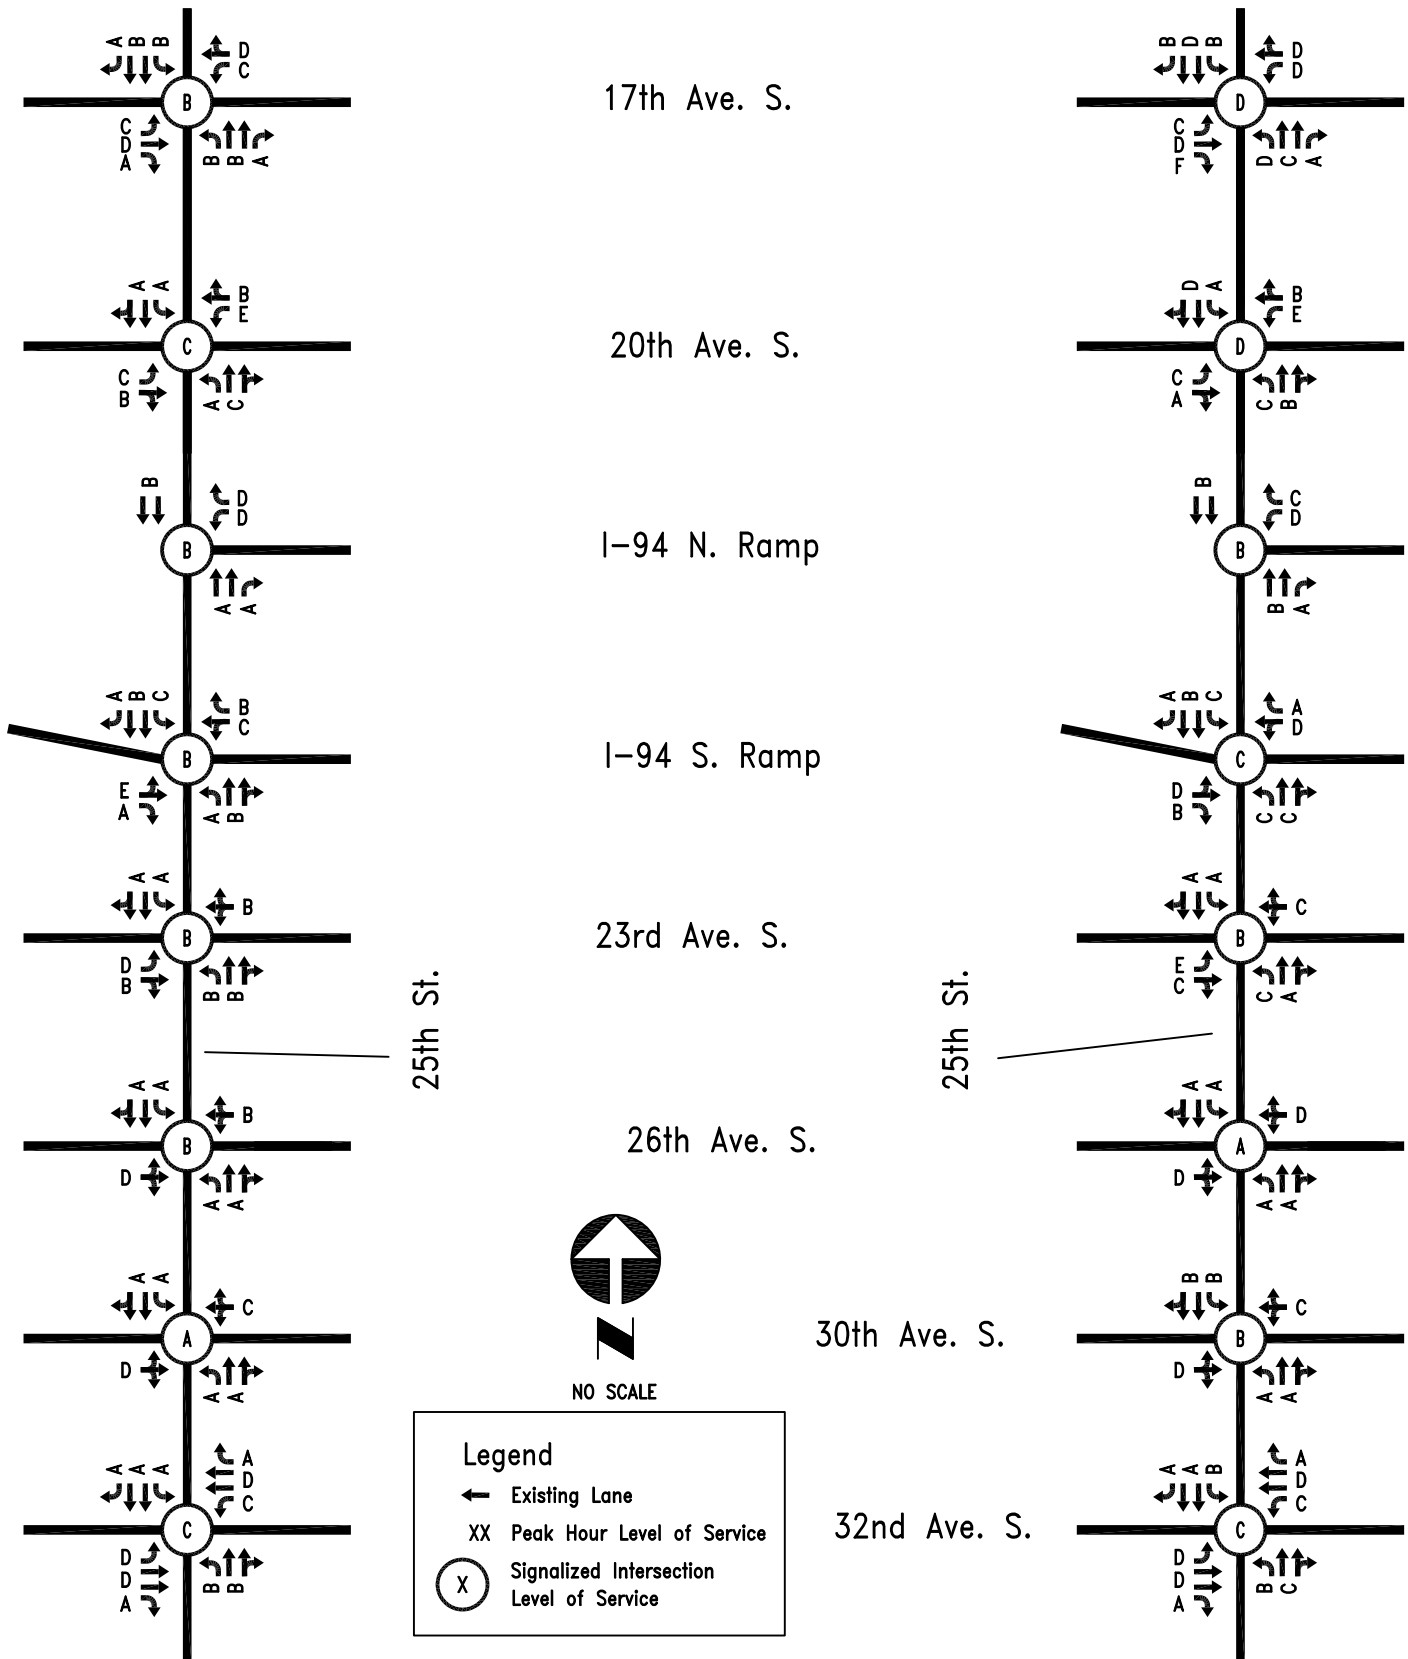 A B B
D
C
B
C
D
A
B B A
17th Ave. S.
B D B
D
D
D
C
D
F
D C A
A A
B
E
C
C
B
A C
20th Ave. S.
D A
B
E
D
C
A
C B
B
D
D
B
A A
I-94 N. Ramp
B
C
D
B
B A
A B C
B
C
B
E
A
A B
I-94 S. Ramp
A B C
A
D
C
D
B
C C
A A
B
B
D
B
B B
23rd Ave. S.
A A
C
B
E
C
C A
25th St.
25th St.
A A
B
B
D
A A
26th Ave. S.
A A
D
A
D
A A
A A
C
A
D
A A
30th Ave. S.
B B
C
B
D
A A
N
NO SCALE
A A A
A
D
C
C
D
D
A
B B
32nd Ave. S.
A A B
A
D
C
C
D
D
A
B C
Legend
Existing Lane
XX Peak Hour Level of Service
X Signalized Intersection
Level of Service